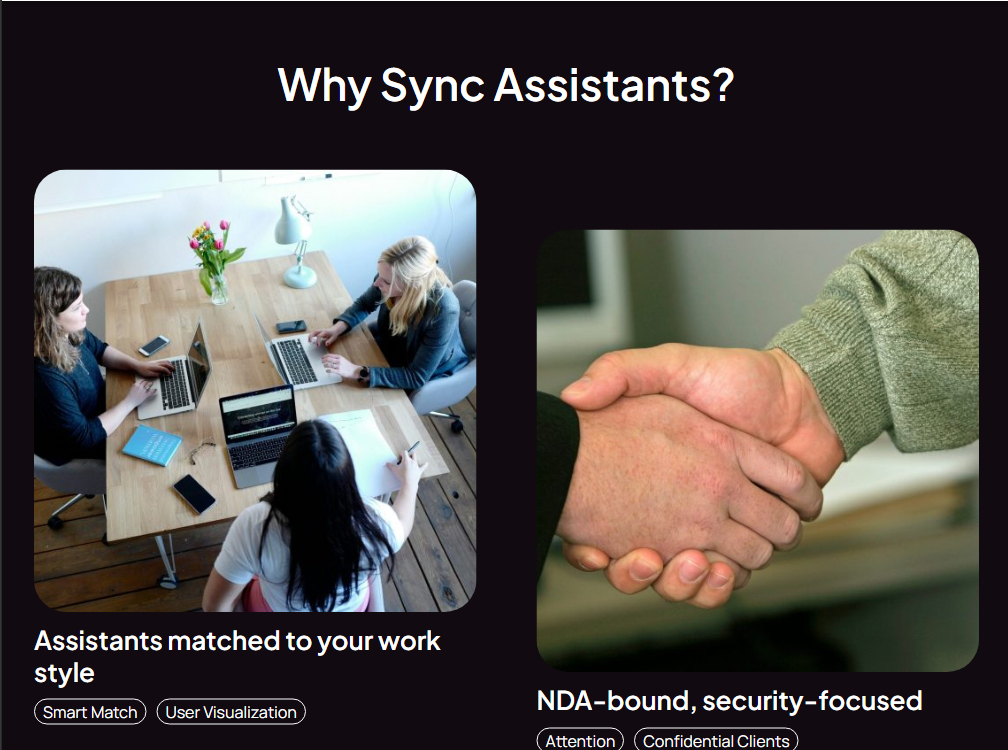 Why Sync Assistants?
Assistants matched to your work
style
Smart Match
User Visualization
NDA-bound, security-focused
Attention
Confidential Clients